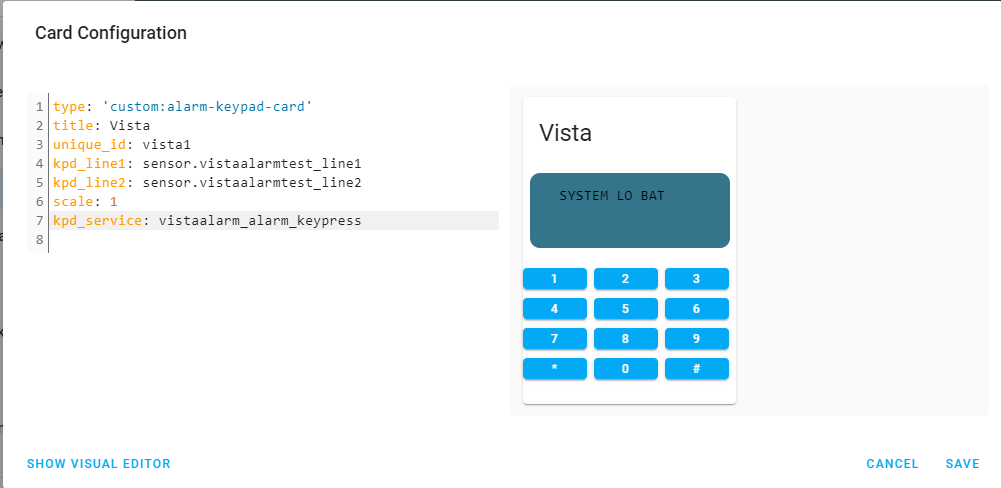 Card Configuration
1 type: 'custom:alarm-keypad-card'
2 title: Vista
3 unique_id: vista1
4 kpd_line1: sensor.vistaalarmtest_line1
5 kpd_line2: sensor.vistaalarmtest_line2
6 scale: 1
7 kpd_service: vistaalarm_alarm_keypress
8
Vista
SYSTEM LO BAT
1 2 3
4 5 6
7 8 9
* 0 #
SHOW VISUAL EDITOR CANCEL SAVE